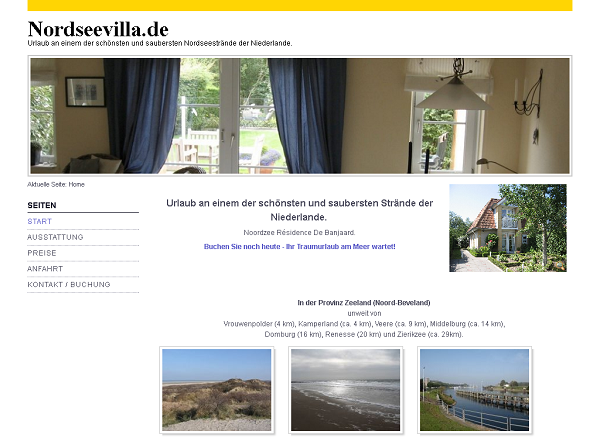 Nordseevilla.de
Urlaub an einem der schönsten und saubersten Nordseestrände der Niederlande.
Aktuelle Seite: Home
SEITEN
START
AUSSTATTUNG
PREISE
ANFAHRT
KONTAKT / BUCHUNG
Urlaub an einem der schönsten und saubersten Strände der
Niederlande.
Noordzee Résidence De Banjaard.
Buchen Sie noch heute - Ihr Traumurlaub am Meer wartet!
In der Provinz Zeeland (Noord-Beveland)
unweit von
Vrouwenpolder (4 km), Kamperland (ca. 4 km), Veere (ca. 9 km), Middelburg (ca. 14 km),
Domburg (16 km), Renesse (20 km) und Zierikzee (ca. 29km).